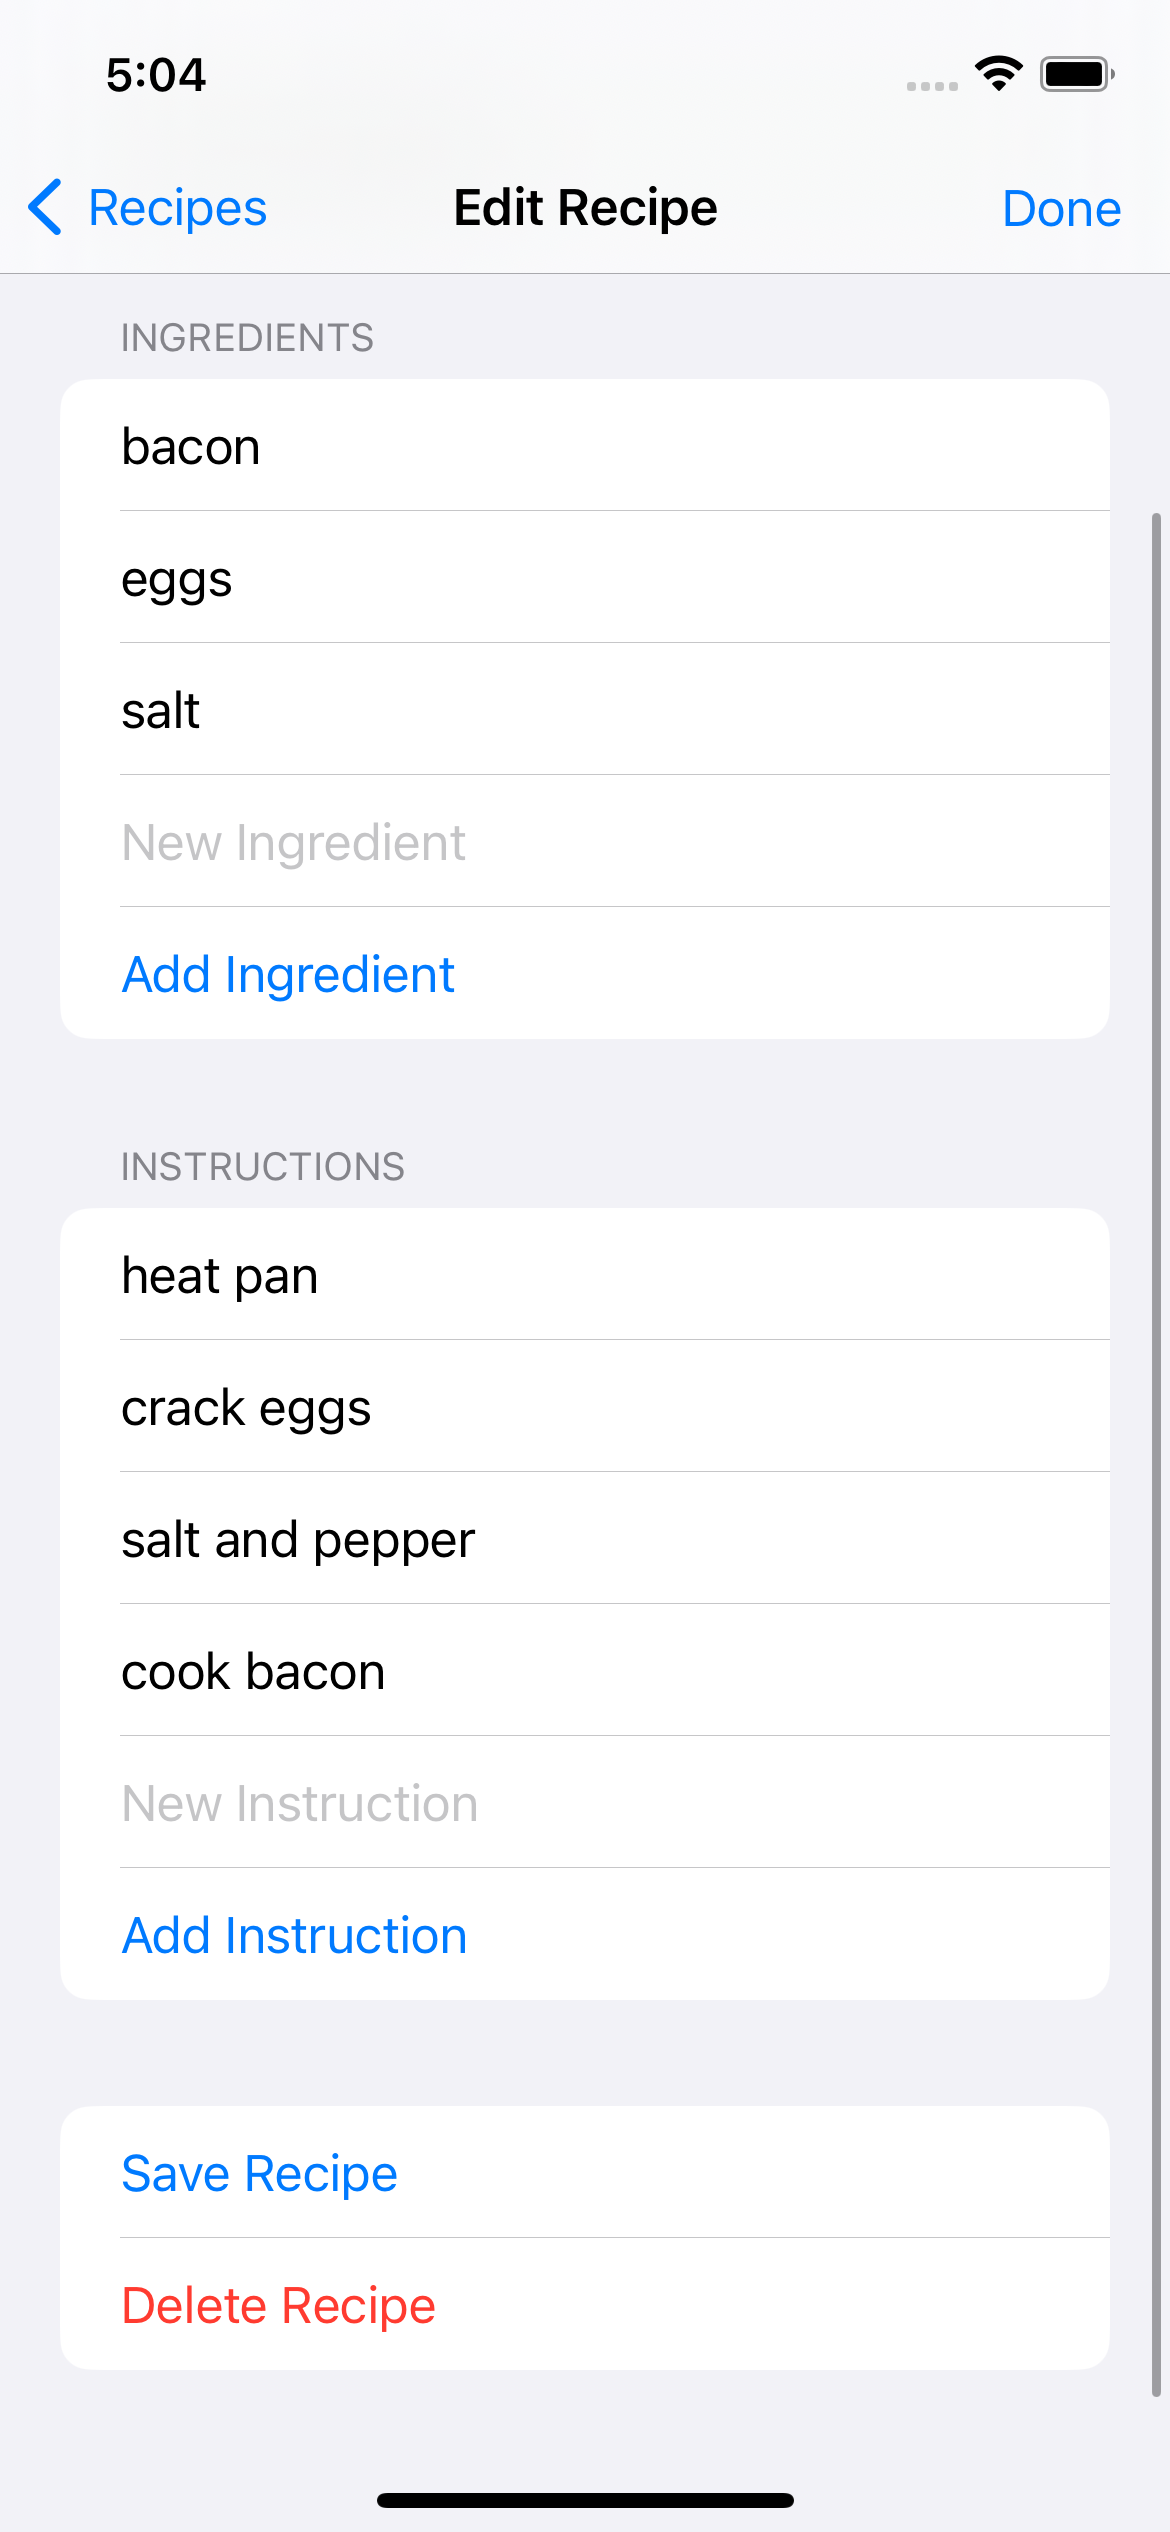 5:04
Recipes
Edit Recipe
Done
INGREDIENTS
bacon
eggs
salt
New Ingredient
Add Ingredient
INSTRUCTIONS
heat pan
crack eggs
salt and pepper
cook bacon
New Instruction
Add Instruction
Save Recipe
Delete Recipe